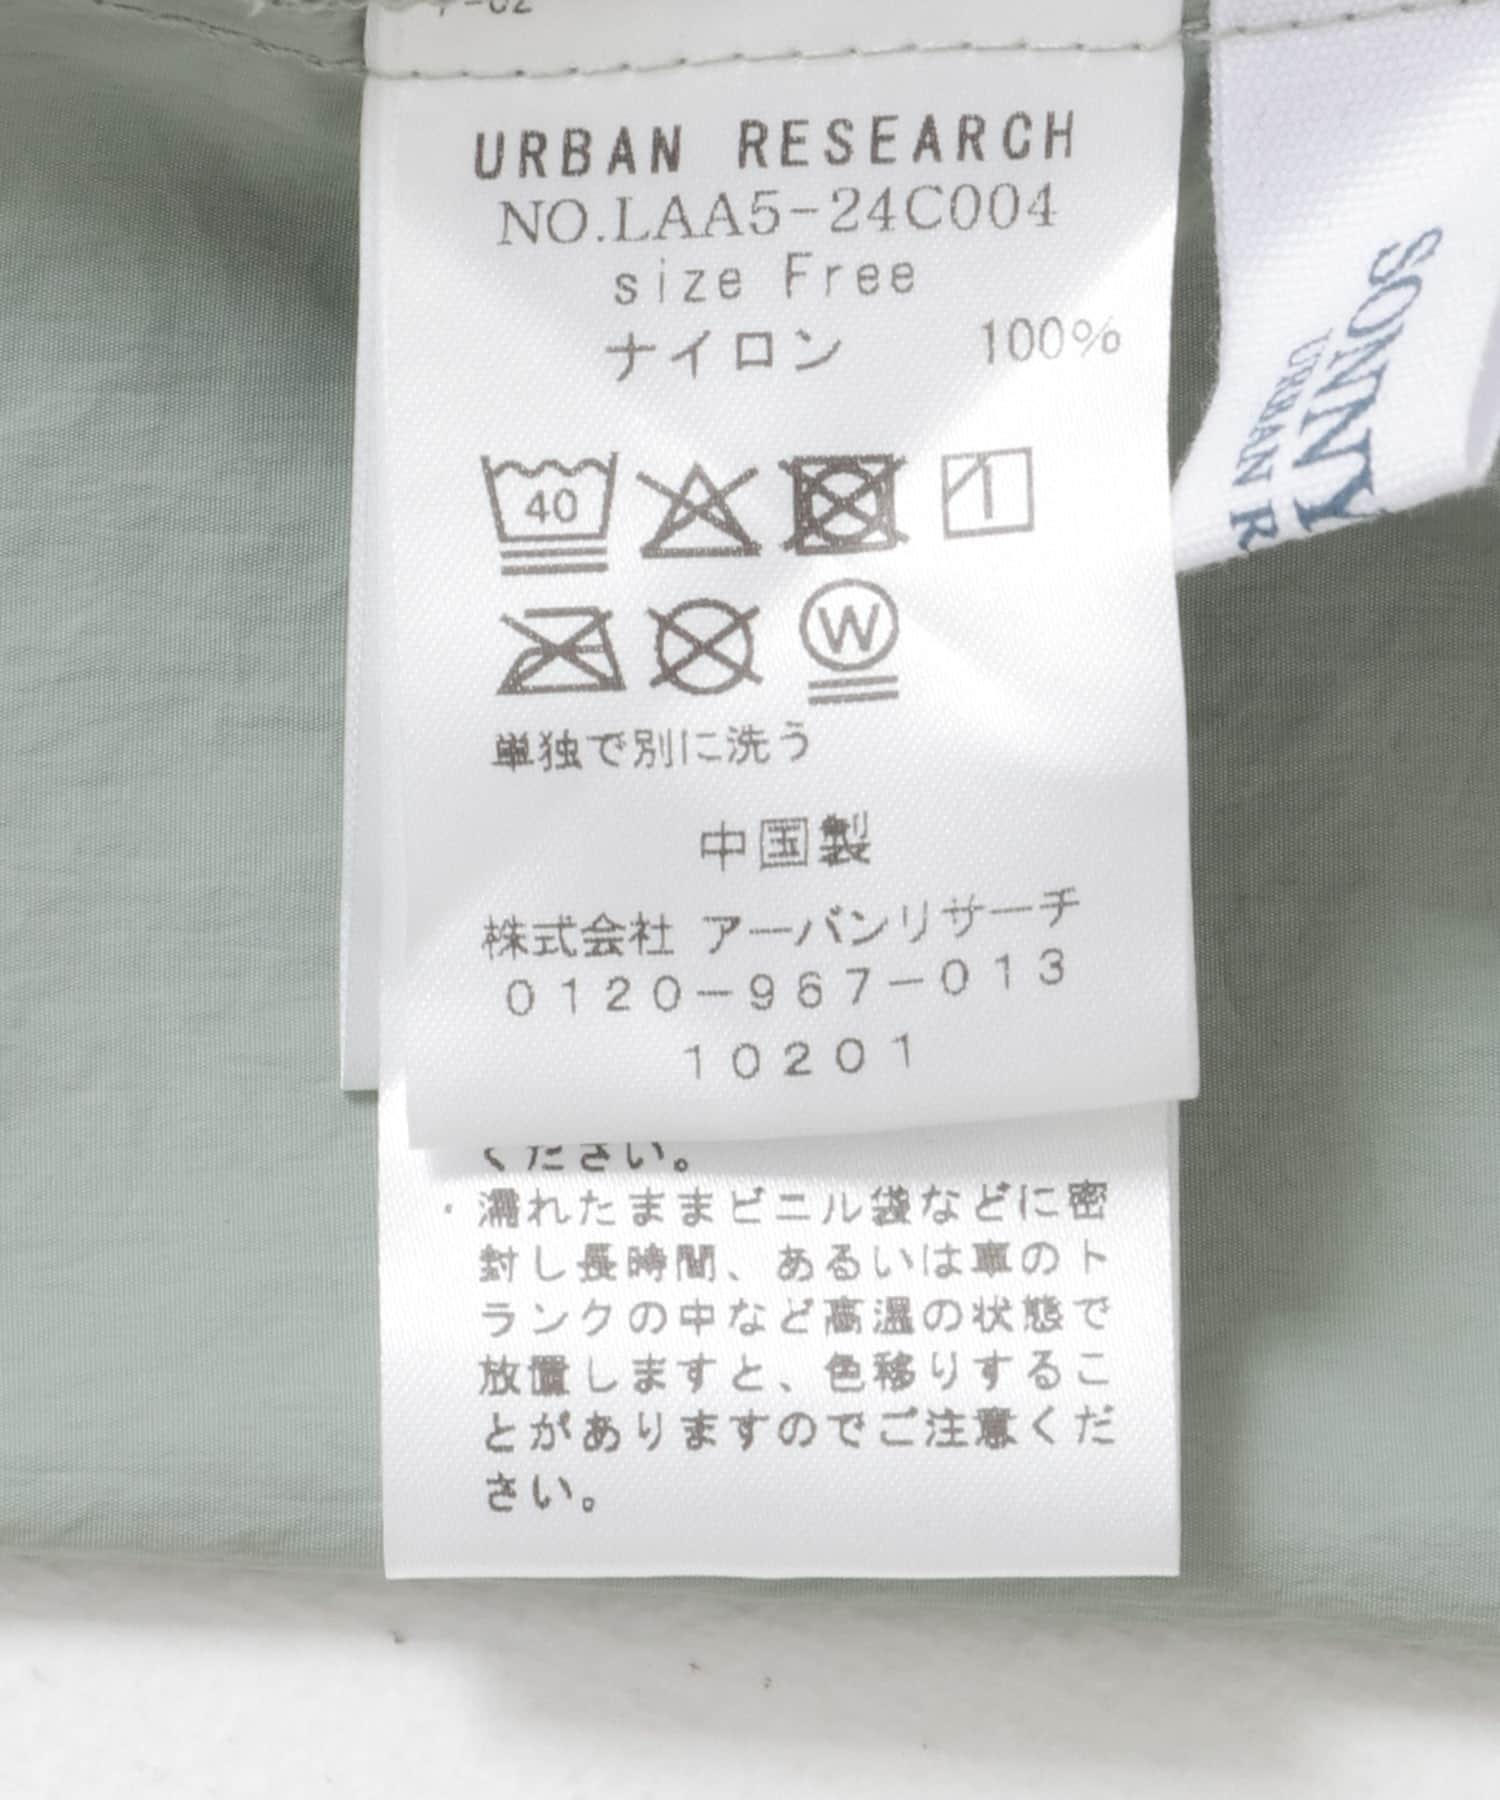 URBAN RESEARCH
NO.LAA5-24C004
size Free
ナイロン 100%
40
W
単独で別に洗う
中国製
株式会社 アーバンリサーチ
0120-967-013
10201
ください。
・濡れたままビニル袋などに密
封し長時間、あるいは車のト
ランクの中など高温の状態で
放置しますと、色移りするこ
とがありますのでご注意くだ
さい。
SONNY
URBAN R